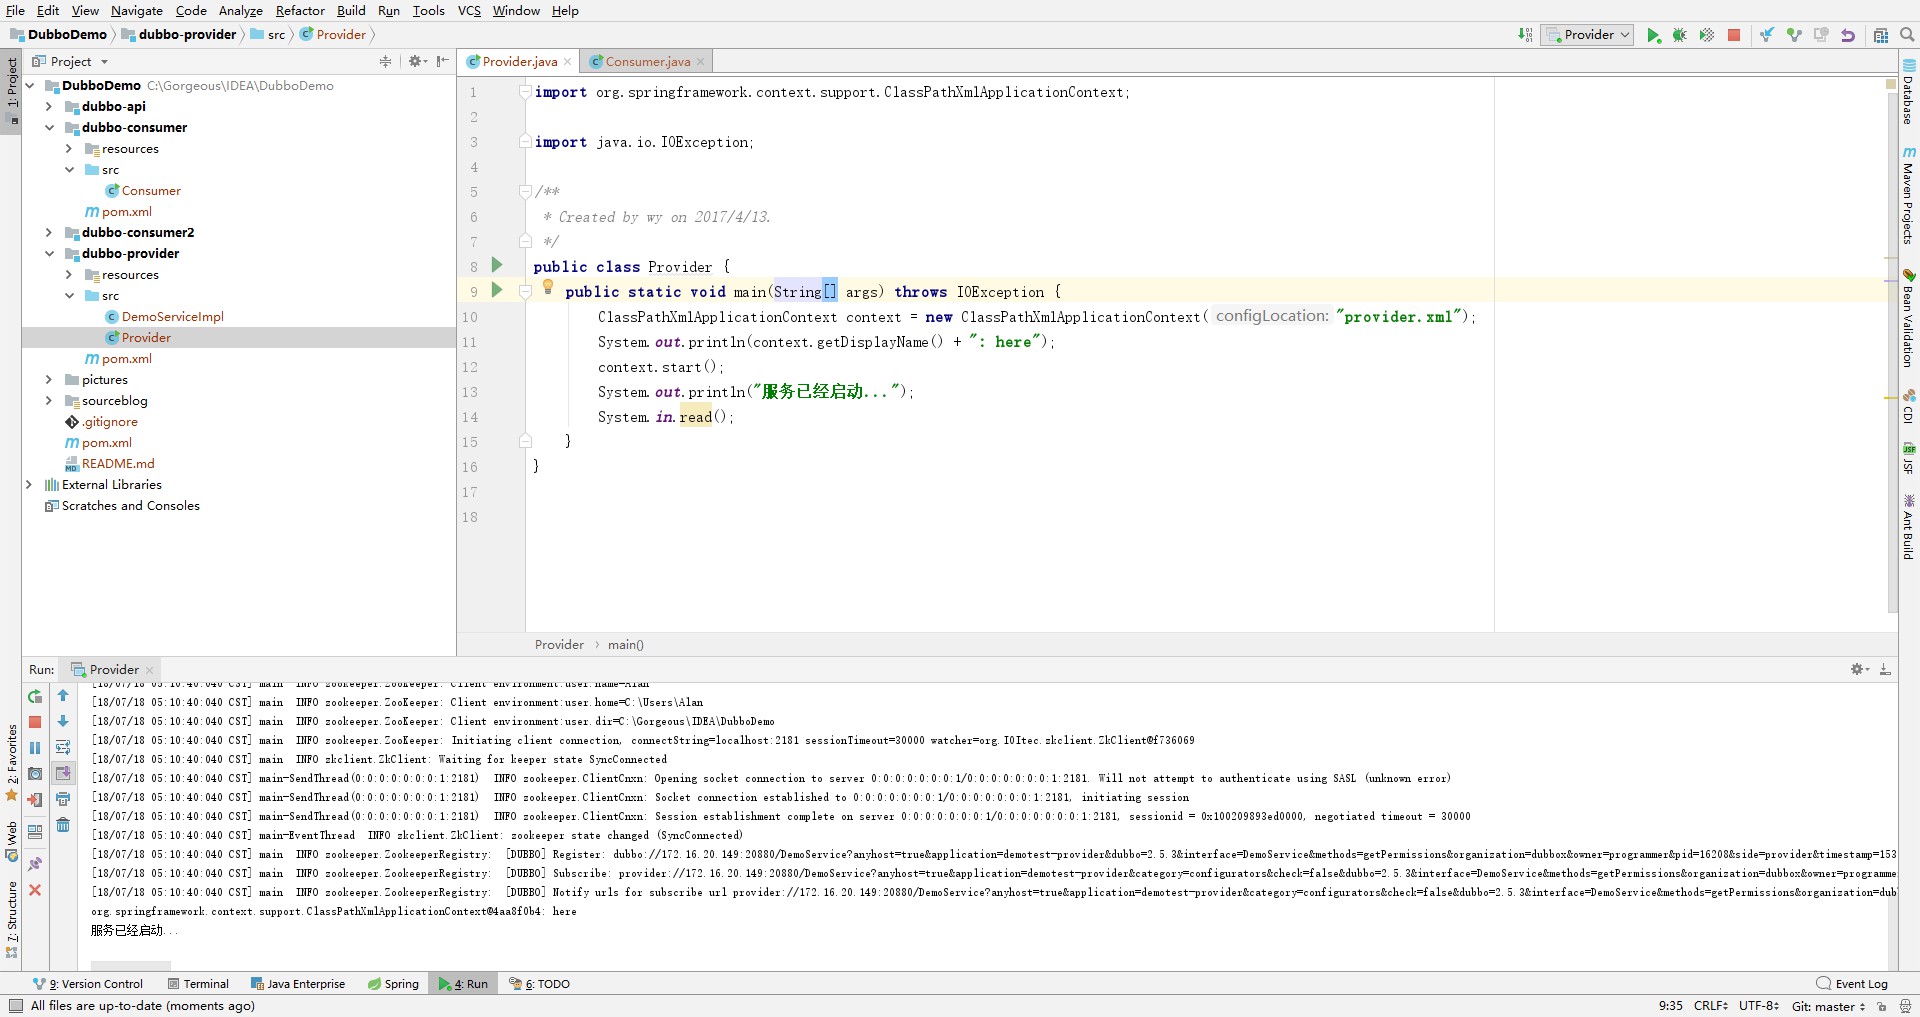 File Edit View Navigate Code Analyze Refactor Build Run Tools VCS Window Help
DubboDemo dubbo-provider src Provider
Provider
1: Project
Project
DubboDemo C:\Gorgeous\IDEA\DubboDemo
dubbo-api
dubbo-consumer
resources
src
Consumer
pom.xml
dubbo-consumer2
dubbo-provider
resources
src
DemoServiceImpl
Provider
pom.xml
pictures
sourceblog
.gitignore
pom.xml
README.md
External Libraries
Scratches and Consoles
Provider.java Consumer.java
1 import org.springframework.context.support.ClassPathXmlApplicationContext;
2
3 import java.io.IOException;
4
5 /**
6 * Created by wy on 2017/4/13.
7 */
8 public class Provider {
9 public static void main(String[] args) throws IOException {
10 ClassPathXmlApplicationContext context = new ClassPathXmlApplicationContext( configLocation: "provider.xml");
11 System.out.println(context.getDisplayName() + ": here");
12 context.start();
13 System.out.println("服务已经启动...");
14 System.in.read();
15 }
16 }
17
18
Provider main()
Database
Maven Projects
Bean Validation
CDI
JSF
Ant Build
Run: Provider
[18/07/18 05:10:40:040 CST] main INFO zookeeper.ZooKeeper: Client environment:user.name=Alan
[18/07/18 05:10:40:040 CST] main INFO zookeeper.ZooKeeper: Client environment:user.home=C:\Users\Alan
[18/07/18 05:10:40:040 CST] main INFO zookeeper.ZooKeeper: Client environment:user.dir=C:\Gorgeous\IDEA\DubboDemo
[18/07/18 05:10:40:040 CST] main INFO zookeeper.ZooKeeper: Initiating client connection, connectString=localhost:2181 sessionTimeout=30000 watcher=org.I0Itec.zkclient.ZkClient@f736069
[18/07/18 05:10:40:040 CST] main INFO zkclient.ZkClient: Waiting for keeper state SyncConnected
[18/07/18 05:10:40:040 CST] main-SendThread(0:0:0:0:0:0:0:1:2181) INFO zookeeper.ClientCnxn: Opening socket connection to server 0:0:0:0:0:0:0:1/0:0:0:0:0:0:0:1:2181. Will not attempt to authenticate using SASL (unknown error)
[18/07/18 05:10:40:040 CST] main-SendThread(0:0:0:0:0:0:0:1:2181) INFO zookeeper.ClientCnxn: Socket connection established to 0:0:0:0:0:0:0:1/0:0:0:0:0:0:0:1:2181, initiating session
[18/07/18 05:10:40:040 CST] main-SendThread(0:0:0:0:0:0:0:1:2181) INFO zookeeper.ClientCnxn: Session establishment complete on server 0:0:0:0:0:0:0:1/0:0:0:0:0:0:0:1:2181, sessionid = 0x100209893ed0000, negotiated timeout = 30000
[18/07/18 05:10:40:040 CST] main-EventThread INFO zkclient.ZkClient: zookeeper state changed (SyncConnected)
[18/07/18 05:10:40:040 CST] main INFO zookeeper.ZookeeperRegistry: [DUBBO] Register: dubbo://172.16.20.149:20880/DemoService?anyhost=true&application=demotest-provider&dubbo=2.5.3&interface=DemoService&methods=getPermissions&organization=dubbox&owner=programmer&pid=16208&side=provider&timestamp=153
[18/07/18 05:10:40:040 CST] main INFO zookeeper.ZookeeperRegistry: [DUBBO] Subscribe: provider://172.16.20.149:20880/DemoService?anyhost=true&application=demotest-provider&category=configurators&check=false&dubbo=2.5.3&interface=DemoService&methods=getPermissions&organization=dubbox&owner=programme
[18/07/18 05:10:40:040 CST] main INFO zookeeper.ZookeeperRegistry: [DUBBO] Notify urls for subscribe url provider://172.16.20.149:20880/DemoService?anyhost=true&application=demotest-provider&category=configurators&check=false&dubbo=2.5.3&interface=DemoService&methods=getPermissions&organization=dub
org.springframework.context.support.ClassPathXmlApplicationContext@4aa8f0b4: here
服务已经启动...
2: Favorites
Web
7: Structure
9: Version Control Terminal Java Enterprise Spring 4: Run 6: TODO Event Log
All files are up-to-date (moments ago) 9:35 CRLF UTF-8 Git: master